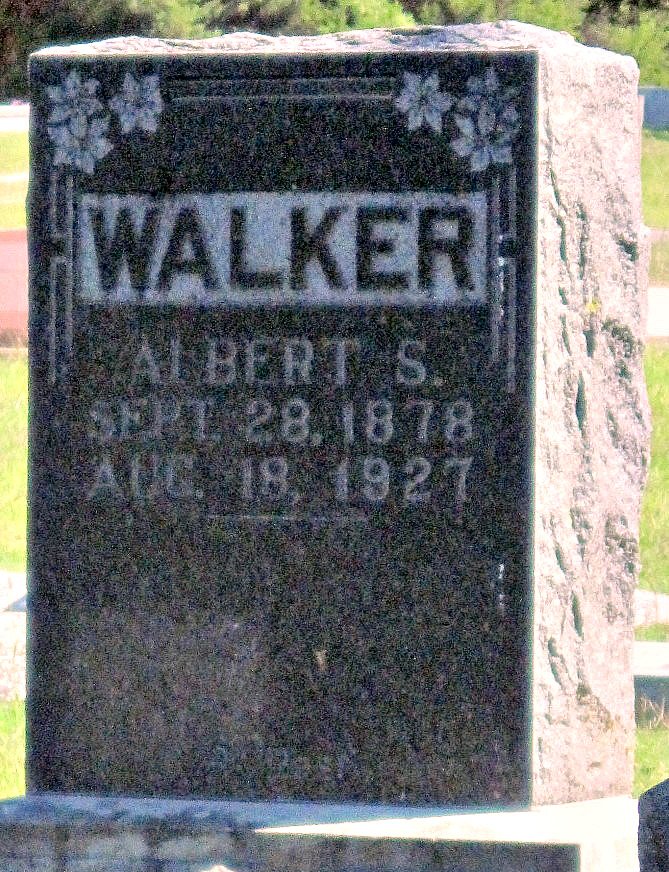 WALKER
ALBERT S.
SEPT. 28, 1878
AUG. 18, 1927